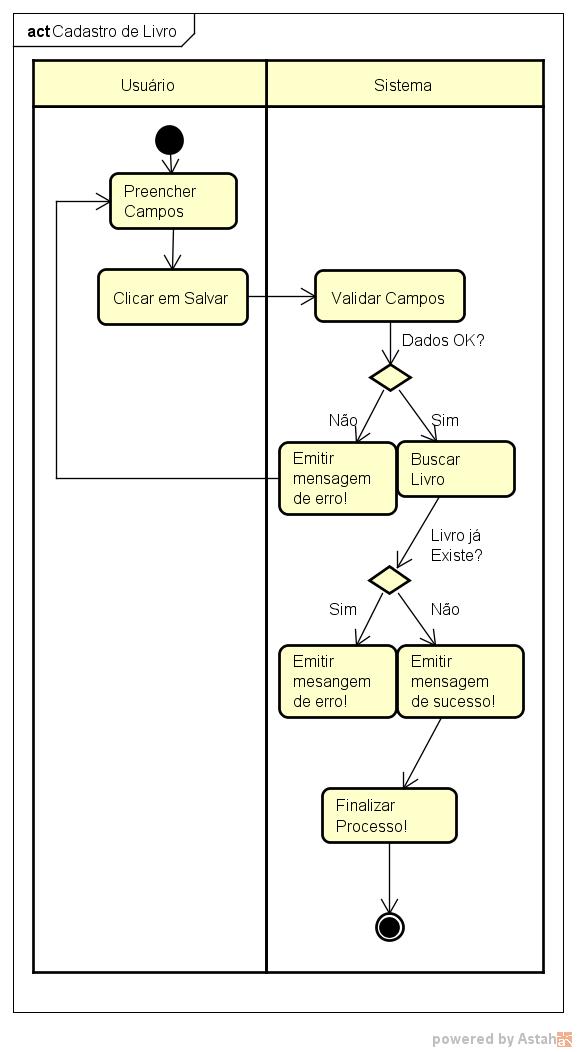 act Cadastro de Livro
Usuário
Sistema
Preencher
Campos
Clicar em Salvar
Validar Campos
Dados OK?
Não
Sim
Emitir
mensagem
de erro!
Buscar
Livro
Livro já
Existe?
Sim
Não
Emitir
mesangem
de erro!
Emitir
mensagem
de sucesso!
Finalizar
Processo!
powered by Astah